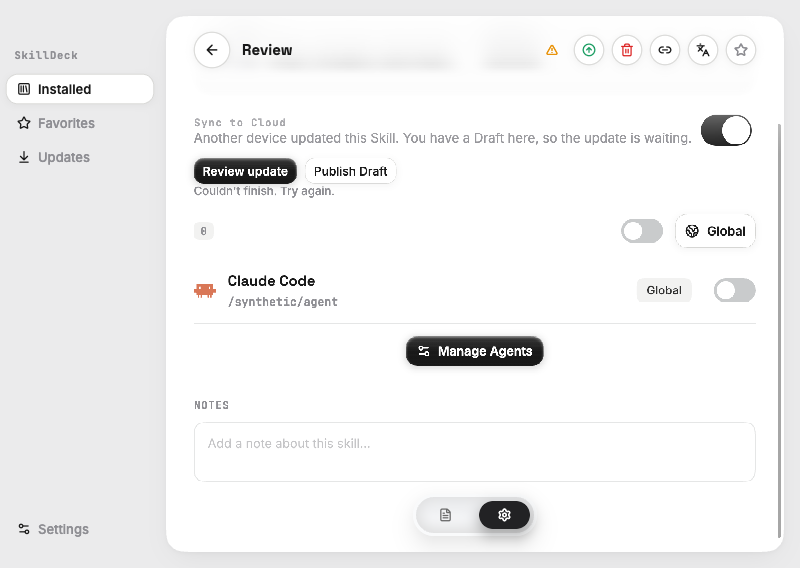 SkillDeck
Installed
Favorites
Updates
Settings
Review
Sync to Cloud
Another device updated this Skill. You have a Draft here, so the update is waiting.
Review update
Publish Draft
Couldn't finish. Try again.
0
Global
Claude Code
/synthetic/agent
Global
Manage Agents
NOTES
Add a note about this skill...